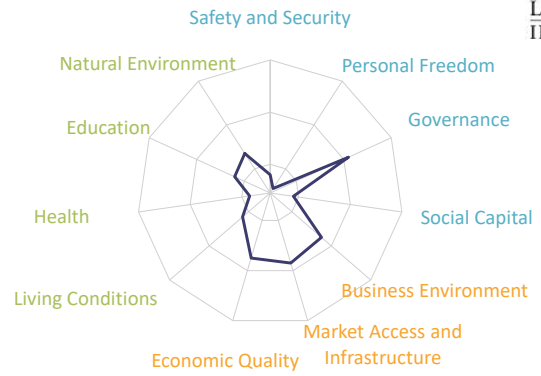 Safety and Security
Natural Environment
Personal Freedom
Education
Governance
Health
Social Capital
Living Conditions
Business Environment
Market Access and
Infrastructure
Economic Quality